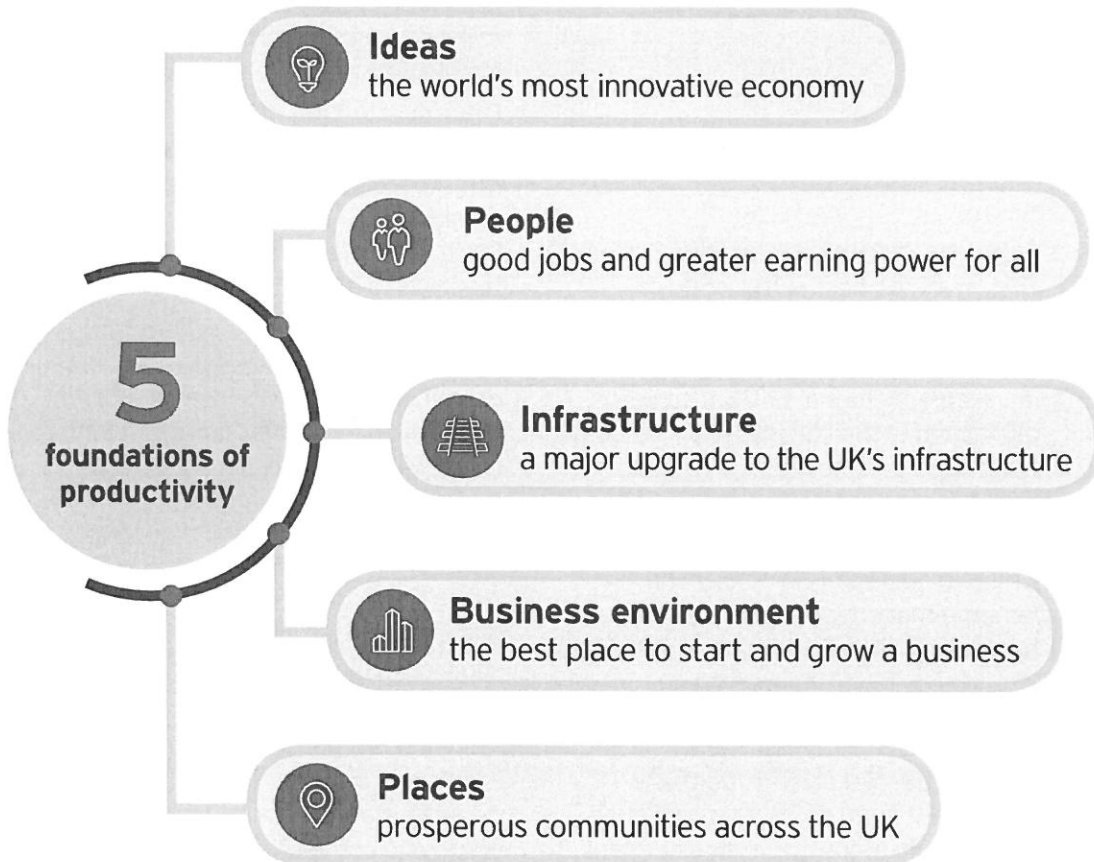 Ideas
the world's most innovative economy
People
good jobs and greater earning power for all
5
foundations of
productivity
Infrastructure
a major upgrade to the UK's infrastructure
Business environment
the best place to start and grow a business
Places
prosperous communities across the UK